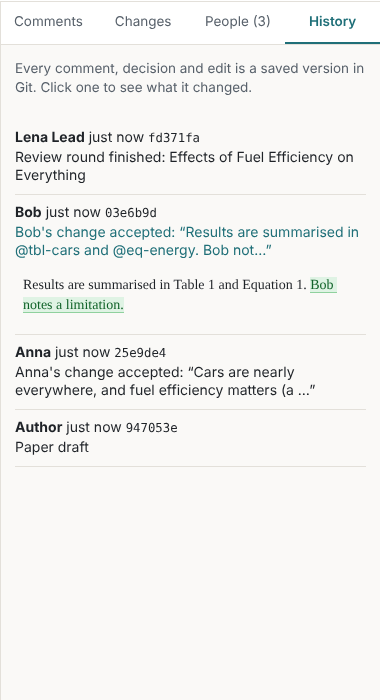 Comments Changes People (3) History
Every comment, decision and edit is a saved version in
Git. Click one to see what it changed.
Lena Lead just now fd371fa
Review round finished: Effects of Fuel Efficiency on
Everything
Bob just now 03e6b9d
Bob's change accepted: “Results are summarised in
@tbl-cars and @eq-energy. Bob not…”
Results are summarised in Table 1 and Equation 1. Bob
notes a limitation.
Anna just now 25e9de4
Anna's change accepted: “Cars are nearly
everywhere, and fuel efficiency matters (a …”
Author just now 947053e
Paper draft